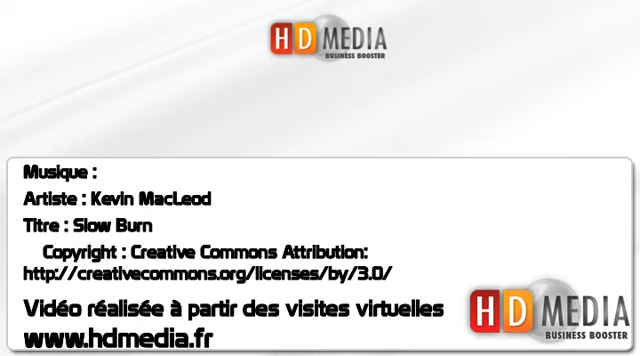 HD MEDIA
BUSINESS BOOSTER
Musique :
Artiste : Kevin MacLeod
Titre : Slow Burn
Copyright : Creative Commons Attribution:
http://creativecommons.org/licenses/by/3.0/
Vidéo réalisée à partir des visites virtuelles
www.hdmedia.fr
HD MEDIA
BUSINESS BOOSTER